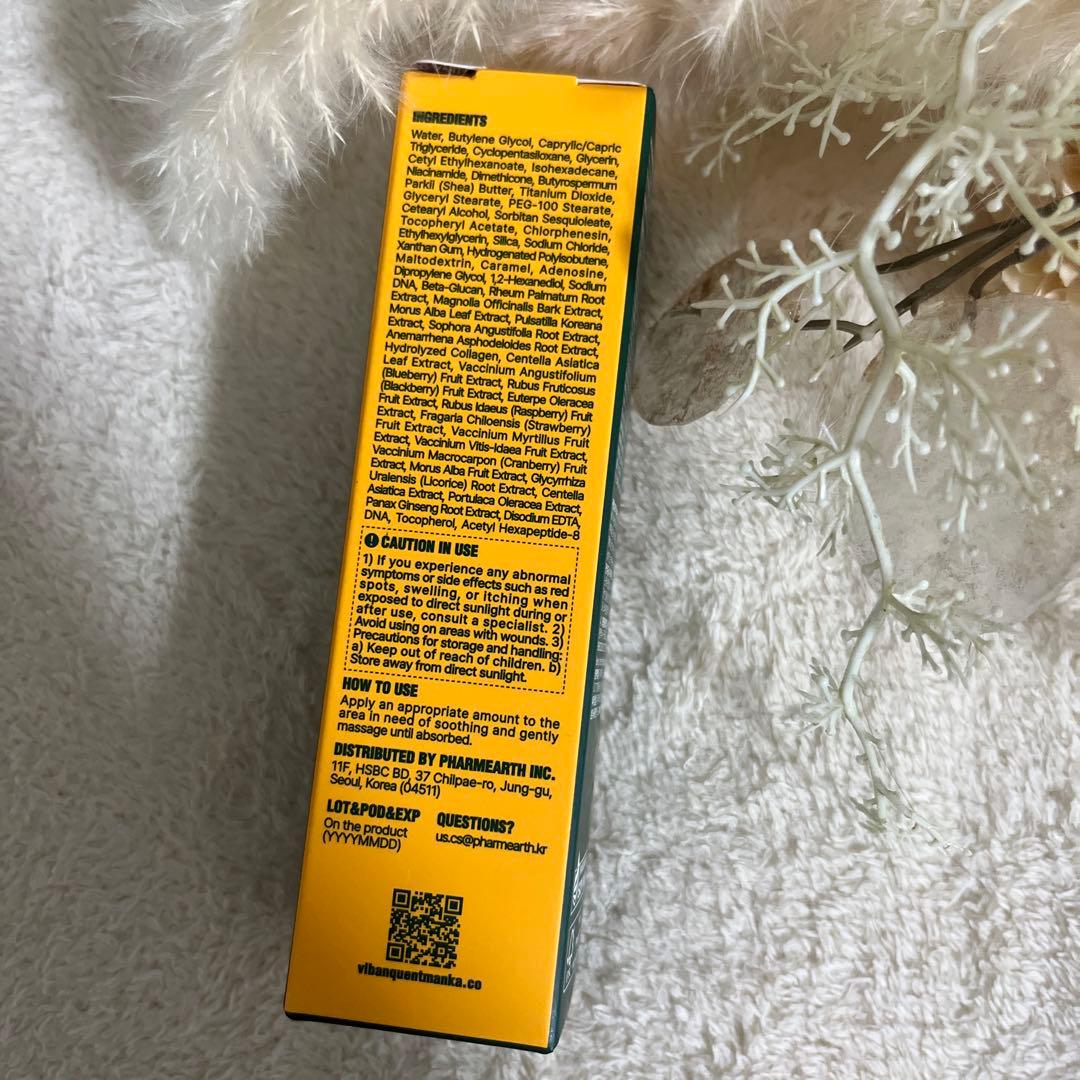 INGREDIENTS
Water, Butylene Glycol, Caprylic/Capric
Triglyceride, Cyclopentasiloxane, Glycerin,
Cetyl Ethylhexanoate, Isohexadecane,
Niacinamide, Dimethicone, Butyrospermum
Parkii (Shea) Butter, Titanium Dioxide,
Glyceryl Stearate, PEG-100 Stearate,
Cetearyl Alcohol, Sorbitan Sesquioleate,
Tocopheryl Acetate, Chlorphenesin,
Ethylhexylglycerin, Silica, Sodium Chloride,
Xanthan Gum, Hydrogenated Polyisobutene,
Maltodextrin, Caramel, Adenosine,
Dipropylene Glycol, 1,2-Hexanediol, Sodium
DNA, Beta-Glucan, Rheum Palmatum Root
Extract, Magnolia Officinalis Bark Extract,
Morus Alba Leaf Extract, Pulsatilla Koreana
Extract, Sophora Angustifolia Root Extract,
Anemarrhena Asphodeloides Root Extract,
Hydrolyzed Collagen, Centella Asiatica
Leaf Extract, Vaccinium Angustifolium
(Blueberry) Fruit Extract, Rubus Fruticosus
(Blackberry) Fruit Extract, Euterpe Oleracea
Fruit Extract, Rubus Idaeus (Raspberry) Fruit
Extract, Fragaria Chiloensis (Strawberry)
Fruit Extract, Vaccinium Myrtillus Fruit
Extract, Vaccinium Vitis-Idaea Fruit Extract,
Vaccinium Macrocarpon (Cranberry) Fruit
Extract, Morus Alba Fruit Extract, Glycyrrhiza
Uralensis (Licorice) Root Extract, Centella
Asiatica Extract, Portulaca Oleracea Extract,
Panax Ginseng Root Extract, Disodium EDTA,
DNA, Tocopherol, Acetyl Hexapeptide-8
CAUTION IN USE
1) If you experience any abnormal
symptoms or side effects such as red
spots, swelling, or itching when
exposed to direct sunlight during or
after use, consult a specialist. 2)
Avoid using on areas with wounds. 3)
Precautions for storage and handling:
a) Keep out of reach of children. b)
Store away from direct sunlight.
HOW TO USE
Apply an appropriate amount to the
area in need of soothing and gently
massage until absorbed.
DISTRIBUTED BY PHARMEARTH INC.
11F, HSBC BD, 37 Chilpae-ro, Jung-gu,
Seoul, Korea (04511)
LOT&POD&EXP
On the product
(YYYYMMDD)
QUESTIONS?
us.cs@pharmearth.kr
vibanquentmanka.co